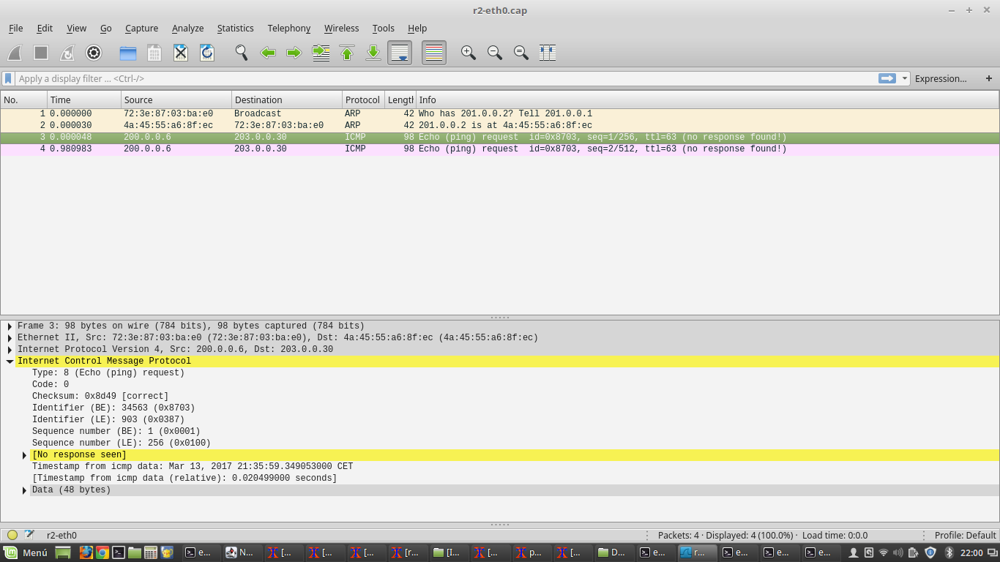 r2-eth0.cap
File Edit View Go Capture Analyze Statistics Telephony Wireless Tools Help
Apply a display filter ... <Ctrl-/> Expression... +
No. Time Source Destination Protocol Length Info
1 0.000000 72:3e:87:03:ba:e0 Broadcast ARP 42 Who has 201.0.0.2? Tell 201.0.0.1
2 0.000030 4a:45:55:a6:8f:ec 72:3e:87:03:ba:e0 ARP 42 201.0.0.2 is at 4a:45:55:a6:8f:ec
3 0.000048 200.0.0.6 203.0.0.30 ICMP 98 Echo (ping) request id=0x8703, seq=1/256, ttl=63 (no response found!)
4 0.980983 200.0.0.6 203.0.0.30 ICMP 98 Echo (ping) request id=0x8703, seq=2/512, ttl=63 (no response found!)
Frame 3: 98 bytes on wire (784 bits), 98 bytes captured (784 bits)
Ethernet II, Src: 72:3e:87:03:ba:e0 (72:3e:87:03:ba:e0), Dst: 4a:45:55:a6:8f:ec (4a:45:55:a6:8f:ec)
Internet Protocol Version 4, Src: 200.0.0.6, Dst: 203.0.0.30
Internet Control Message Protocol
Type: 8 (Echo (ping) request)
Code: 0
Checksum: 0x8d49 [correct]
Identifier (BE): 34563 (0x8703)
Identifier (LE): 903 (0x0387)
Sequence number (BE): 1 (0x0001)
Sequence number (LE): 256 (0x0100)
[No response seen]
Timestamp from icmp data: Mar 13, 2017 21:35:59.349053000 CET
[Timestamp from icmp data (relative): 0.020499000 seconds]
Data (48 bytes)
r2-eth0 Packets: 4 · Displayed: 4 (100.0%) · Load time: 0:0.0 Profile: Default
Menú e... N... [... [... [... [r... [I... [... p... [... D... e... r... e... e... e... 22:00